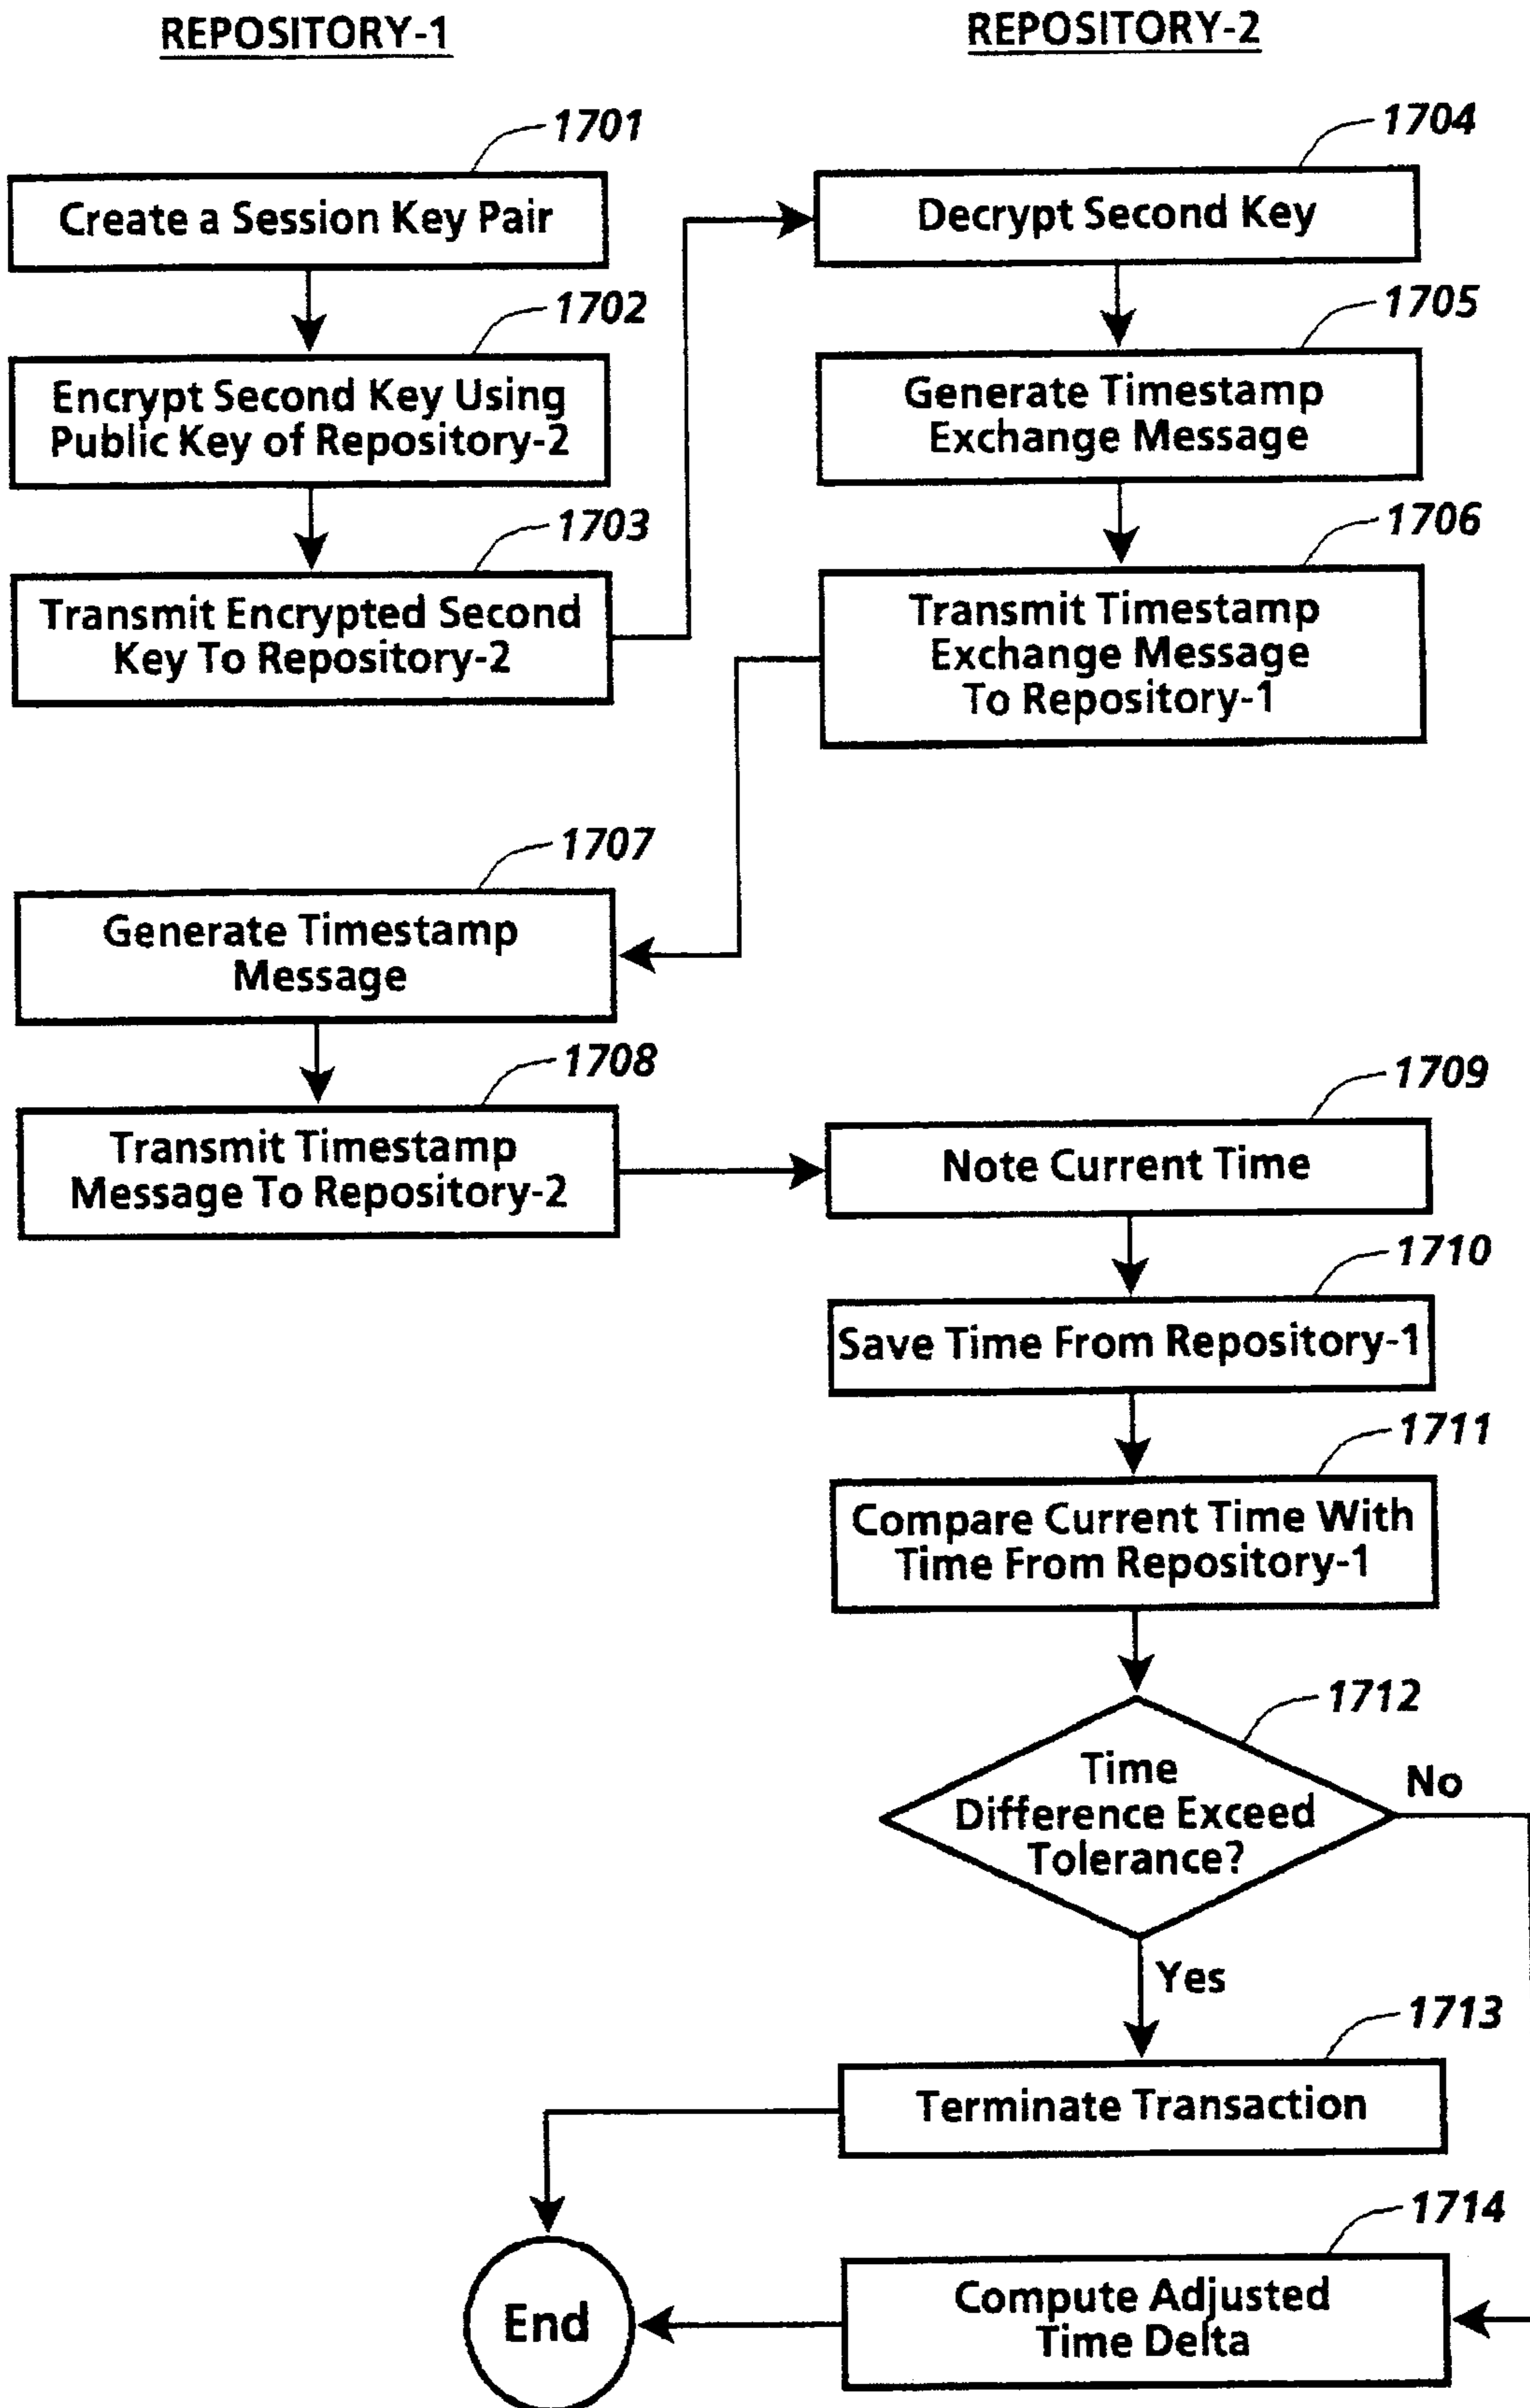 REPOSITORY-1
REPOSITORY-2
1701
Create a Session Key Pair
1702
Encrypt Second Key Using
Public Key of Repository-2
1703
Transmit Encrypted Second
Key To Repository-2
1704
Decrypt Second Key
1705
Generate Timestamp
Exchange Message
1706
Transmit Timestamp
Exchange Message
To Repository-1
1707
Generate Timestamp
Message
1708
Transmit Timestamp
Message To Repository-2
1709
Note Current Time
1710
Save Time From Repository-1
1711
Compare Current Time With
Time From Repository-1
1712
Time
Difference Exceed
Tolerance?
No
Yes
1713
Terminate Transaction
1714
Compute Adjusted
Time Delta
End